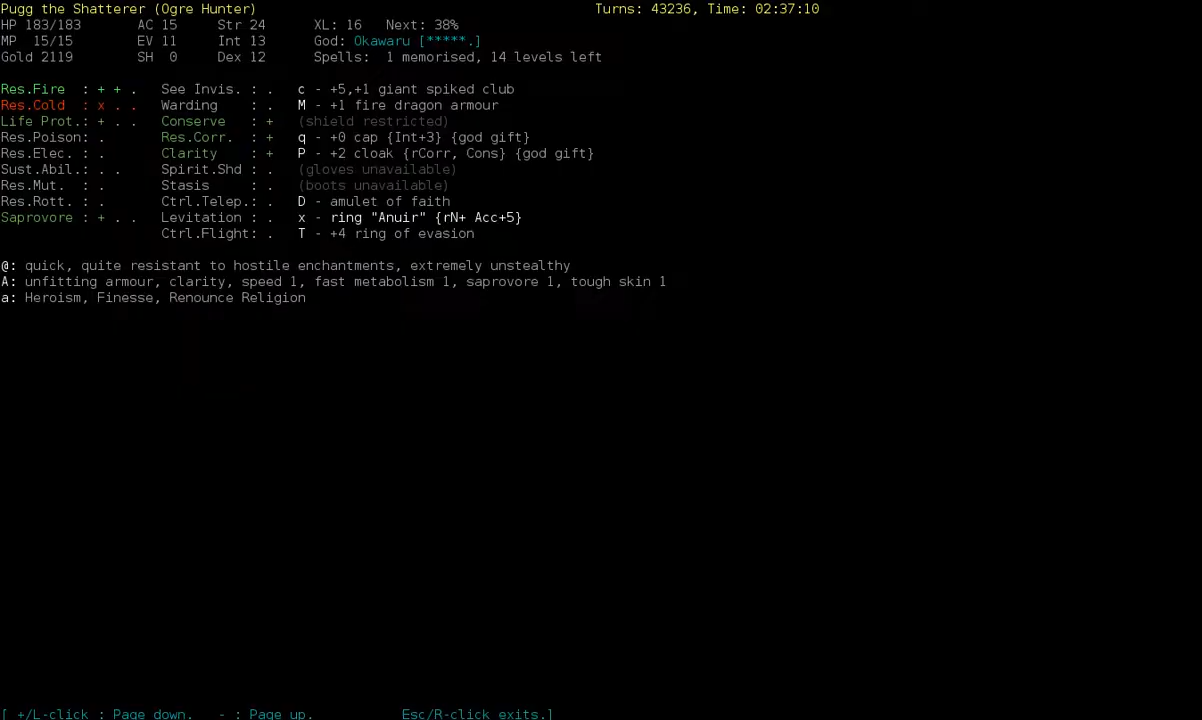 Pugg the Shatterer (Ogre Hunter) Turns: 43236, Time: 02:37:10
HP 183/183 AC 15 Str 24 XL: 16 Next: 38%
MP 15/15 EV 11 Int 13 God: Okawaru [*****.]
Gold 2119 SH 0 Dex 12 Spells: 1 memorised, 14 levels left
Res.Fire : + + . See Invis. : . c - +5,+1 giant spiked club
Res.Cold : x . . Warding : . M - +1 fire dragon armour
Life Prot.: + . . Conserve : + (shield restricted)
Res.Poison: . Res.Corr. : + q - +0 cap {Int+3} {god gift}
Res.Elec. : . Clarity : + P - +2 cloak {rCorr, Cons} {god gift}
Sust.Abil.: . . Spirit.Shd : . (gloves unavailable)
Res.Mut. : . Stasis : . (boots unavailable)
Res.Rott. : . Ctrl.Telep.: . D - amulet of faith
Saprovore : + . . Levitation : . x - ring "Anuir" {rN+ Acc+5}
Ctrl.Flight: . T - +4 ring of evasion
@: quick, quite resistant to hostile enchantments, extremely unstealthy
A: unfitting armour, clarity, speed 1, fast metabolism 1, saprovore 1, tough skin 1
a: Heroism, Finesse, Renounce Religion
[ +/L-click : Page down. - : Page up. Esc/R-click exits.]